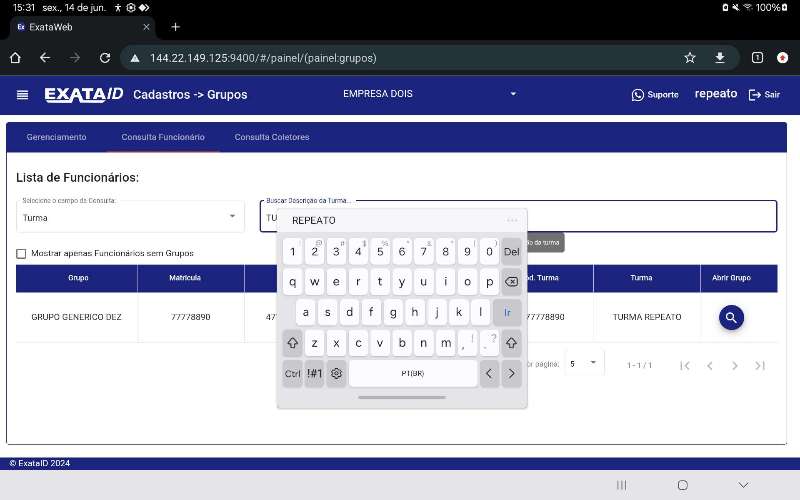 15:31 sex., 14 de jun. 100%
ExataWeb
144.22.149.125:9400/#/painel/(painel:grupos)
EXATAID Cadastros -> Grupos EMPRESA DOIS Suporte repeato Sair
Gerenciamento Consulta Funcionário Consulta Coletores
Lista de Funcionários:
Selecione o campo da Consulta:
Turma
Buscar Descrição da Turma...
TU
REPEATO
da turma
1 2 3 4 5 6 7 8 9 0 Del
q w e r t y u i o p
a s d f g h j k l Ir
z x c v b n m , ! . ?
Ctrl !#1 PT(BR) < >
Mostrar apenas Funcionários sem Grupos
Grupo Matrícula od. Turma Turma Abrir Grupo
GRUPO GENERICO DEZ 77778890 47 77778890 TURMA REPEATO
or página: 5 1 - 1 / 1
© ExataID 2024